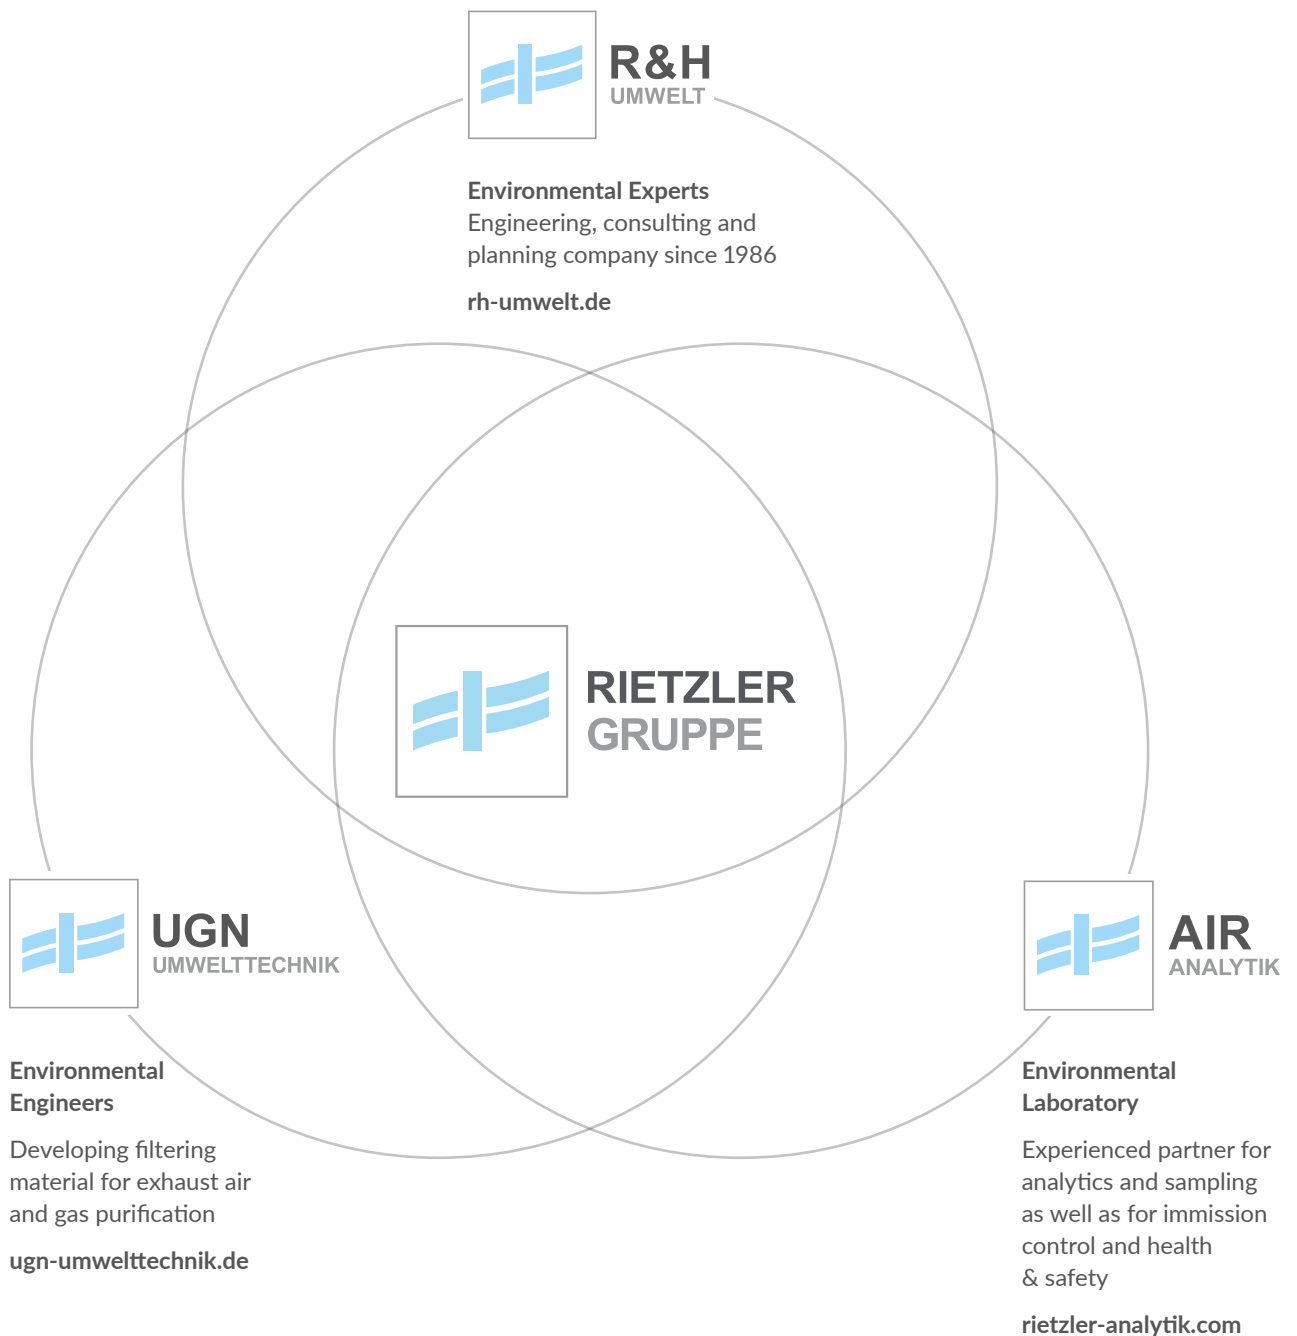 R&H
UMWELT
Environmental Experts
Engineering, consulting and
planning company since 1986
rh-umwelt.de
RIETZLER
GRUPPE
UGN
UMWELTTECHNIK
Environmental
Engineers
Developing filtering
material for exhaust air
and gas purification
ugn-umwelttechnik.de
AIR
ANALYTIK
Environmental
Laboratory
Experienced partner for
analytics and sampling
as well as for immission
control and health
& safety
rietzler-analytik.com